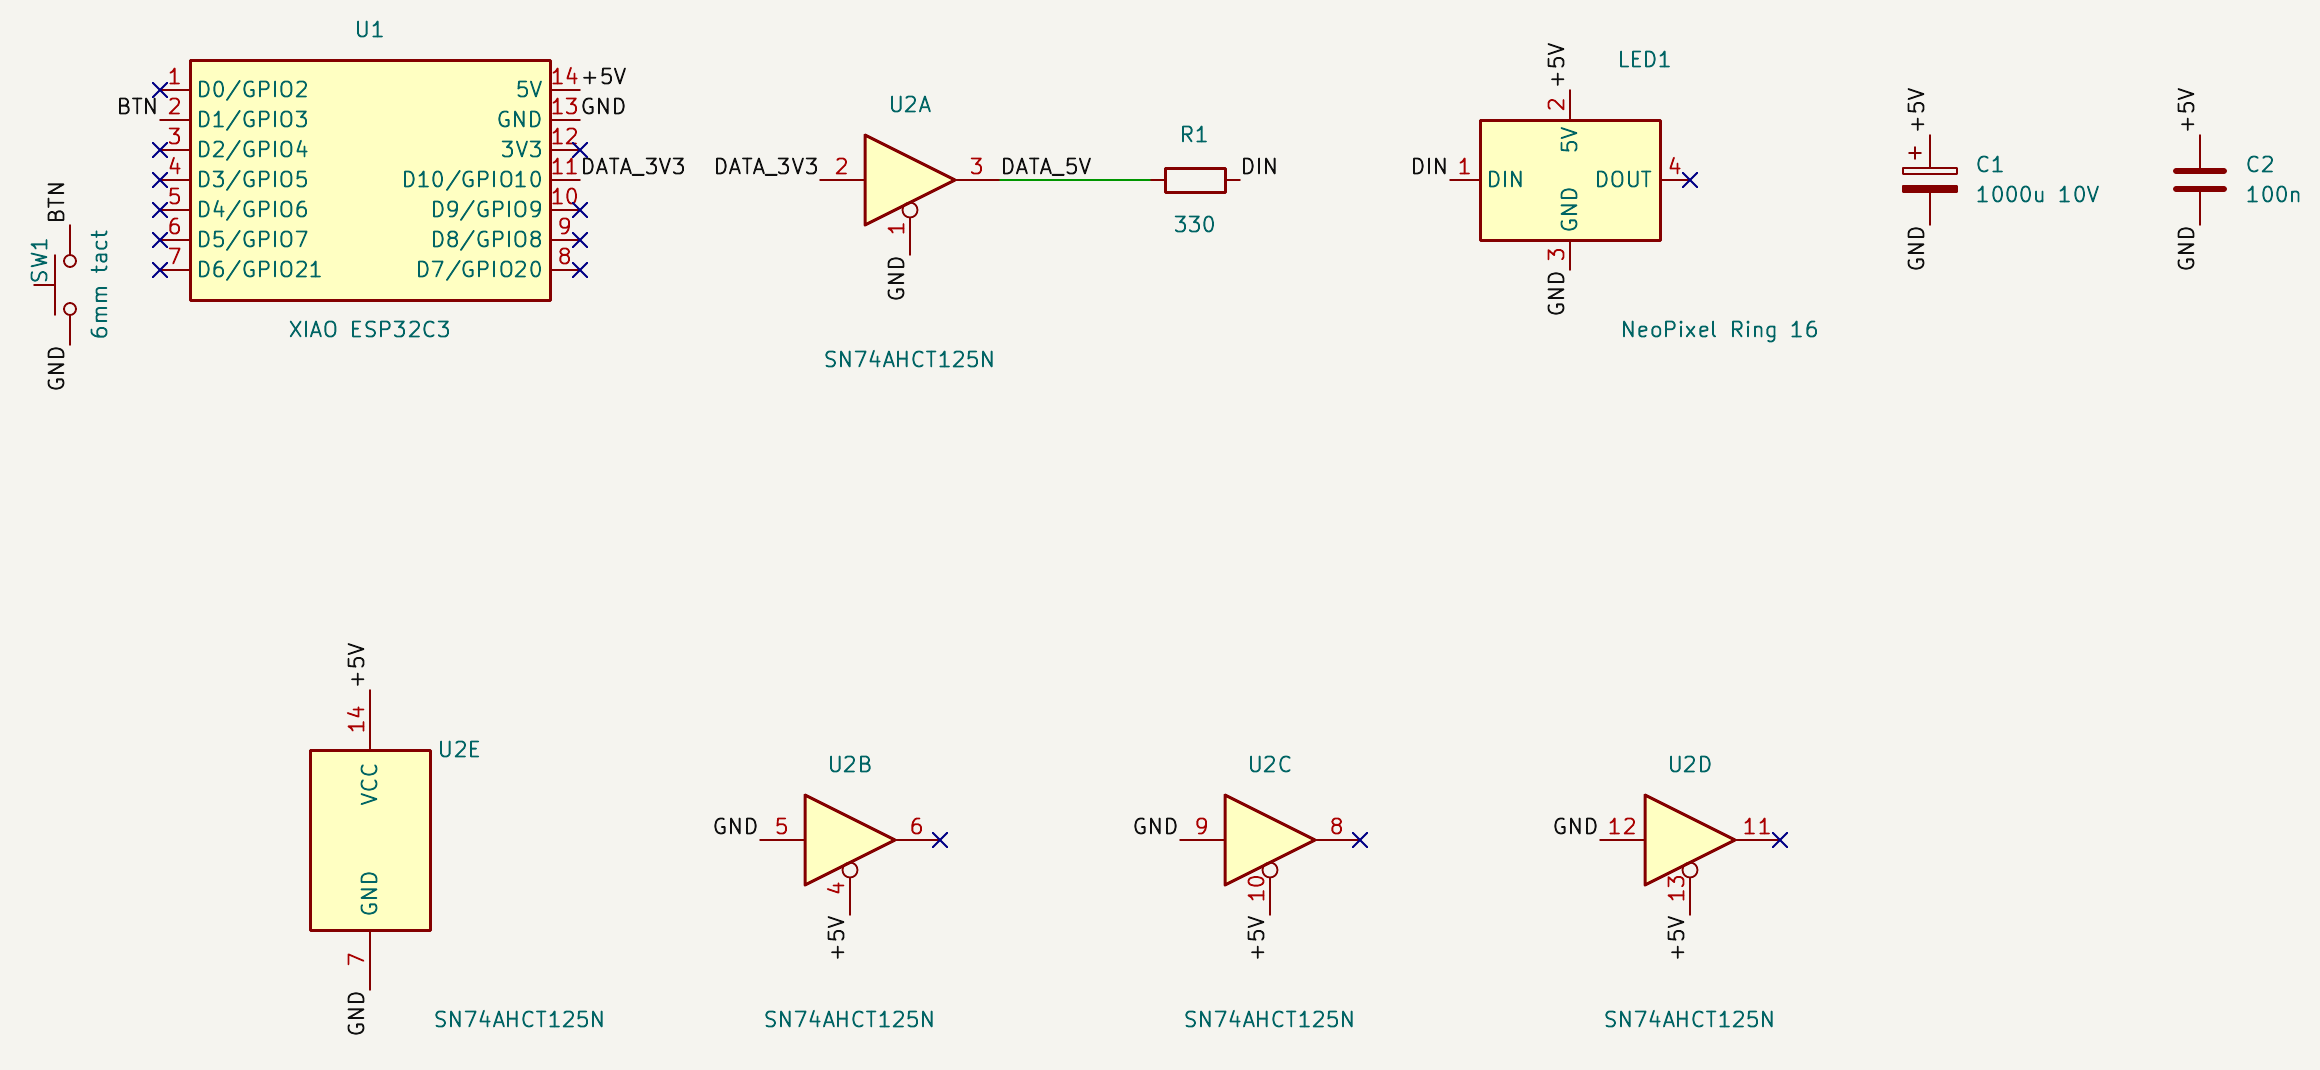 U1
1
D0/GPIO2
BTN
2
D1/GPIO3
3
D2/GPIO4
4
D3/GPIO5
5
D4/GPIO6
6
D5/GPIO7
7
D6/GPIO21
14
+5V
5V
13
GND
GND
12
3V3
11
DATA_3V3
D10/GPIO10
10
D9/GPIO9
9
D8/GPIO8
8
D7/GPIO20
XIAO ESP32C3
BTN
SW1
6mm tact
GND
U2A
DATA_3V3
2
3
DATA_5V
1
GND
SN74AHCT125N
R1
DIN
330
LED1
+5V
2
5V
DIN
1
DIN
DOUT
4
GND
3
GND
NeoPixel Ring 16
+5V
+
C1
1000u 10V
GND
+5V
C2
100n
GND
+5V
14
U2E
VCC
GND
7
GND
SN74AHCT125N
U2B
GND
5
6
4
+5V
SN74AHCT125N
U2C
GND
9
8
10
+5V
SN74AHCT125N
U2D
GND
12
11
13
+5V
SN74AHCT125N